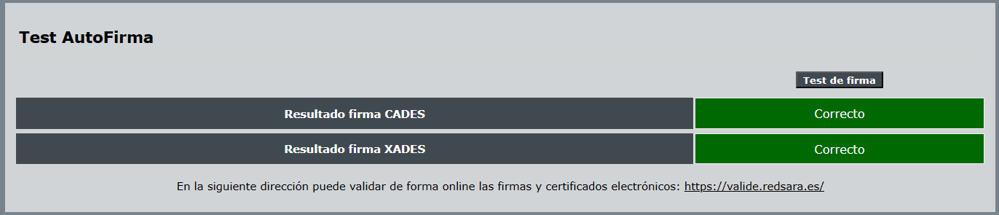 Test AutoFirma
Test de firma
Resultado firma CADES
Correcto
Resultado firma XADES
Correcto
En la siguiente dirección puede validar de forma online las firmas y certificados electrónicos: https://valide.redsara.es/